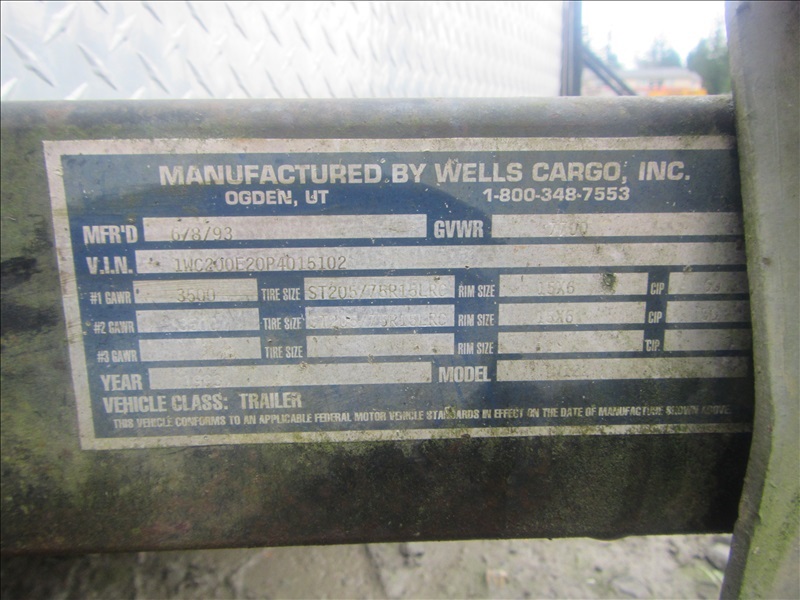 MANUFACTURED BY WELLS CARGO, INC.
OGDEN, UT 1-800-348-7553
MFR'D 6/8/93 GVWR
V.I.N. 1WC200E20P4015102
#1 GAWR 3500 TIRE SIZE ST205/75R15LRC RIM SIZE 15X6 CIP
#2 GAWR TIRE SIZE RIM SIZE 15X6 CIP
#3 GAWR TIRE SIZE RIM SIZE CIP
YEAR MODEL
VEHICLE CLASS: TRAILER
THIS VEHICLE CONFORMS TO AN APPLICABLE FEDERAL MOTOR VEHICLE STANDARDS IN EFFECT ON THE DATE OF MANUFACTURE SHOWN ABOVE.